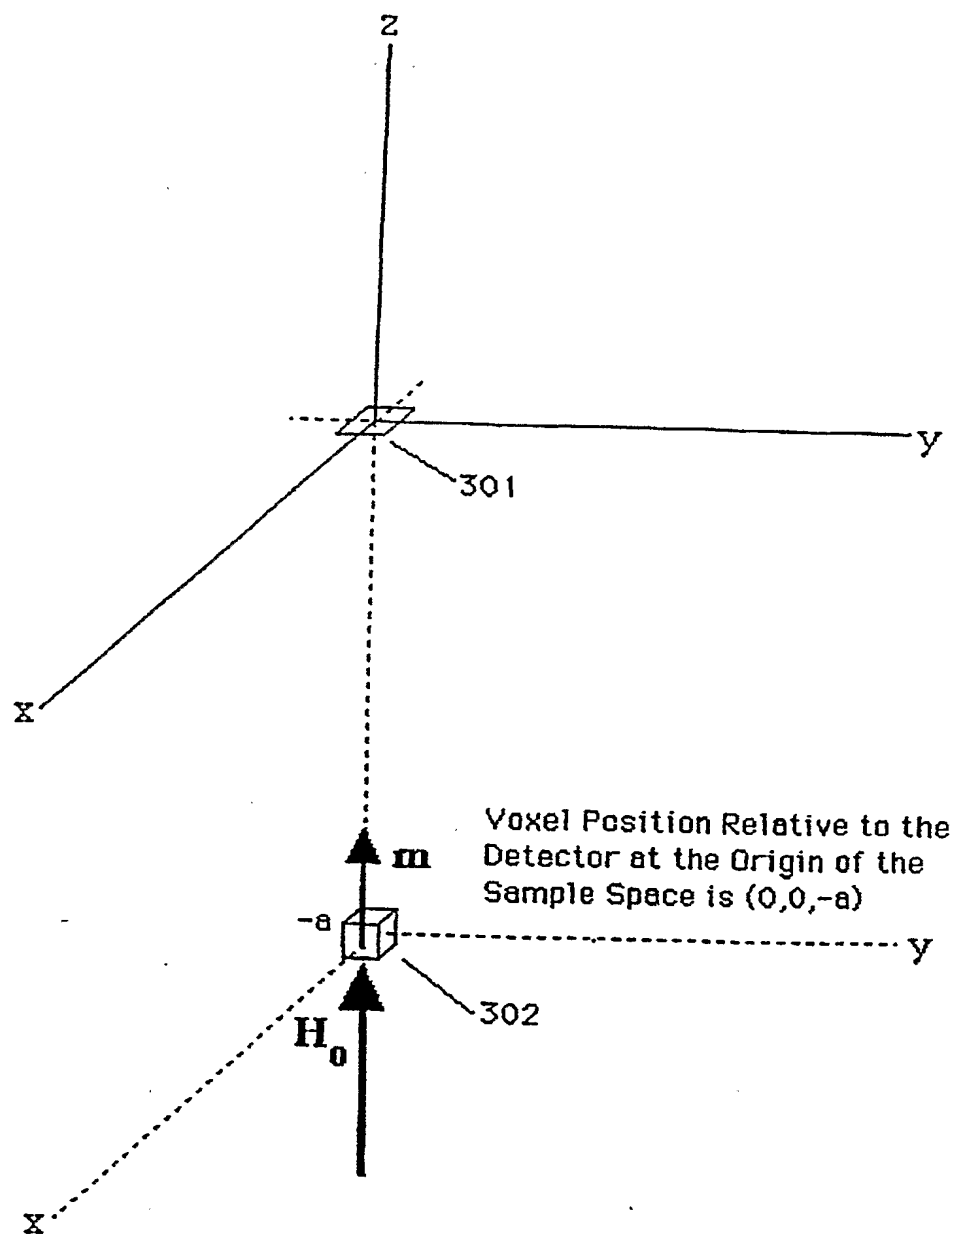 Z
y
301
X
Voxel Position Relative to the
Detector at the Origin of the
Sample Space is (0,0,-a)
m
-a
y
302
H0
X